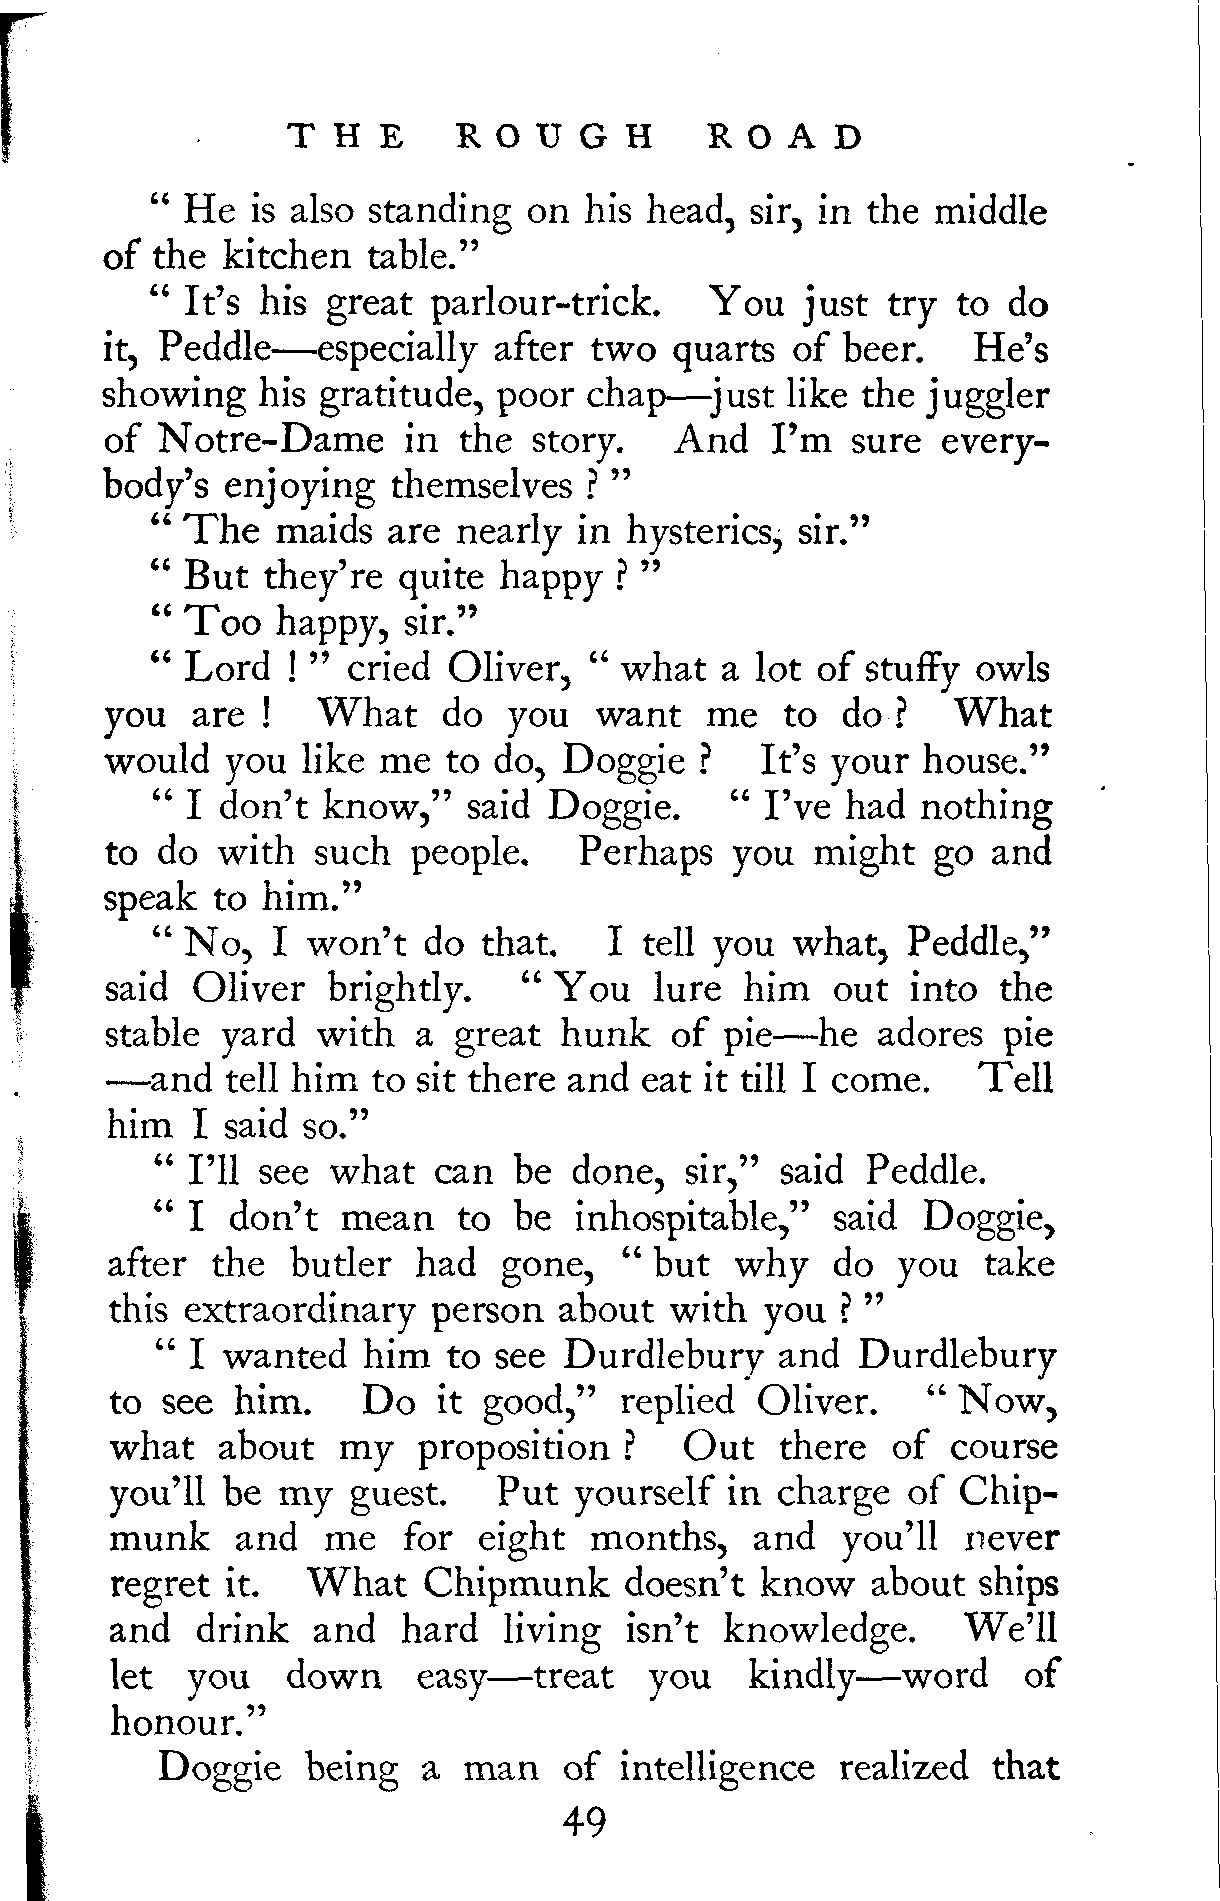 THE ROUGH ROAD
“ He is also standing on his head, sir, in the middle
of the kitchen table.”
“ It’s his great parlour-trick. You just try to do
it, Peddle—especially after two quarts of beer. He’s
showing his gratitude, poor chap—just like the juggler
of Notre-Dame in the story. And I’m sure every-
body’s enjoying themselves ? ”
“ The maids are nearly in hysterics, sir.”
“ But they’re quite happy ? ”
“ Too happy, sir.”
“ Lord ! ” cried Oliver, “ what a lot of stuffy owls
you are ! What do you want me to do ? What
would you like me to do, Doggie ? It’s your house.”
“ I don’t know,” said Doggie. “ I’ve had nothing
to do with such people. Perhaps you might go and
speak to him.”
“ No, I won’t do that. I tell you what, Peddle,”
said Oliver brightly. “ You lure him out into the
stable yard with a great hunk of pie—he adores pie
—and tell him to sit there and eat it till I come. Tell
him I said so.”
“ I’ll see what can be done, sir,” said Peddle.
“ I don’t mean to be inhospitable,” said Doggie,
after the butler had gone, “ but why do you take
this extraordinary person about with you ? ”
“ I wanted him to see Durdlebury and Durdlebury
to see him. Do it good,” replied Oliver. “ Now,
what about my proposition ? Out there of course
you’ll be my guest. Put yourself in charge of Chip-
munk and me for eight months, and you’ll never
regret it. What Chipmunk doesn’t know about ships
and drink and hard living isn’t knowledge. We’ll
let you down easy—treat you kindly—word of
honour.”
Doggie being a man of intelligence realized that
49